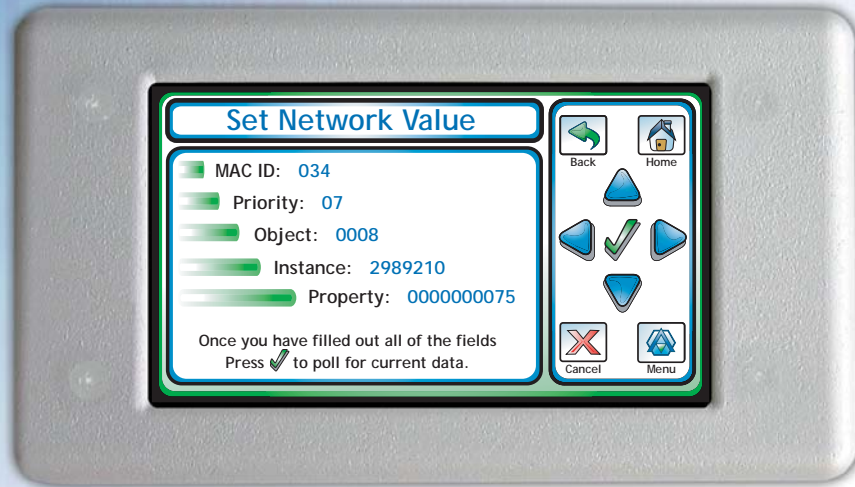 Set Network Value
MAC ID: 034
Priority: 07
Object: 0008
Instance: 2989210
Property: 0000000075
Once you have filled out all of the fields
Press to poll for current data.
Back
Home
Cancel
Menu